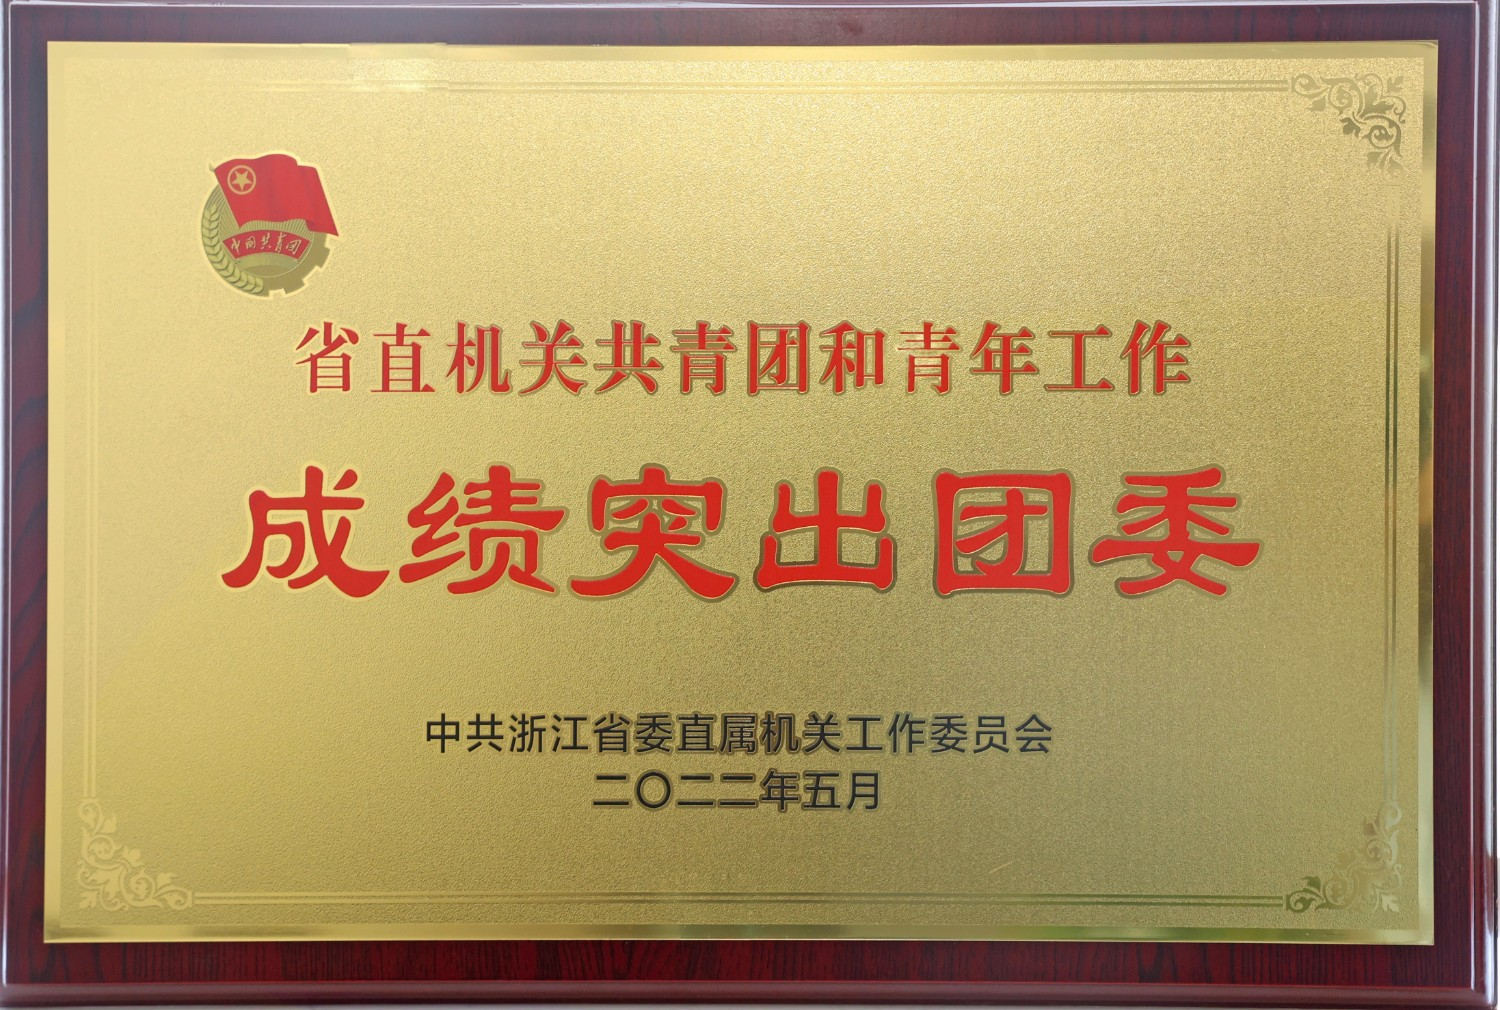 中国共青团
省直机关共青团和青年工作
成绩突出团委
中共浙江省委直属机关工作委员会
二〇二二年五月